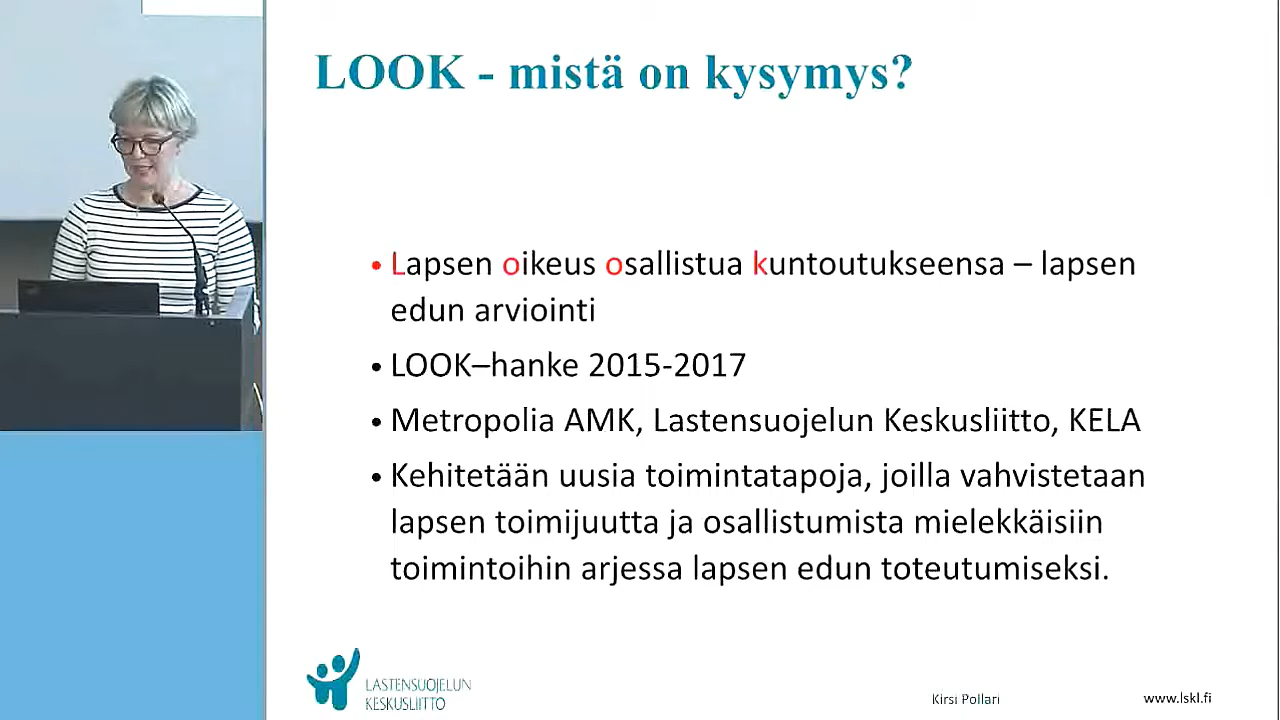 LOOK - mistä on kysymys?
• Lapsen oikeus osallistua kuntoutukseensa – lapsen
edun arviointi
• LOOK–hanke 2015-2017
• Metropolia AMK, Lastensuojelun Keskusliitto, KELA
• Kehitetään uusia toimintatapoja, joilla vahvistetaan
lapsen toimijuutta ja osallistumista mielekkäisiin
toimintoihin arjessa lapsen edun toteutumiseksi.
LASTENSUOJELUN
KESKUSLIITTO
Kirsi Pollari
www.lskl.fi